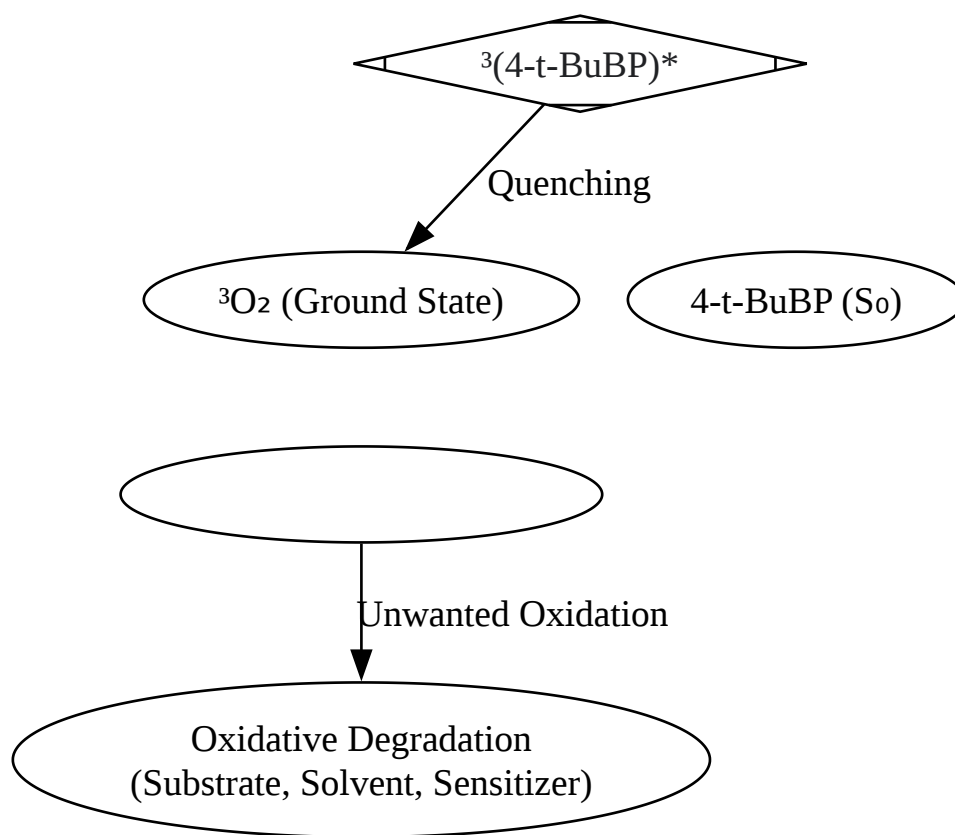 ³(4-t-BuBP)*
Quenching
³O₂ (Ground State)
4-t-BuBP (S₀)
Unwanted Oxidation
Oxidative Degradation
(Substrate, Solvent, Sensitizer)